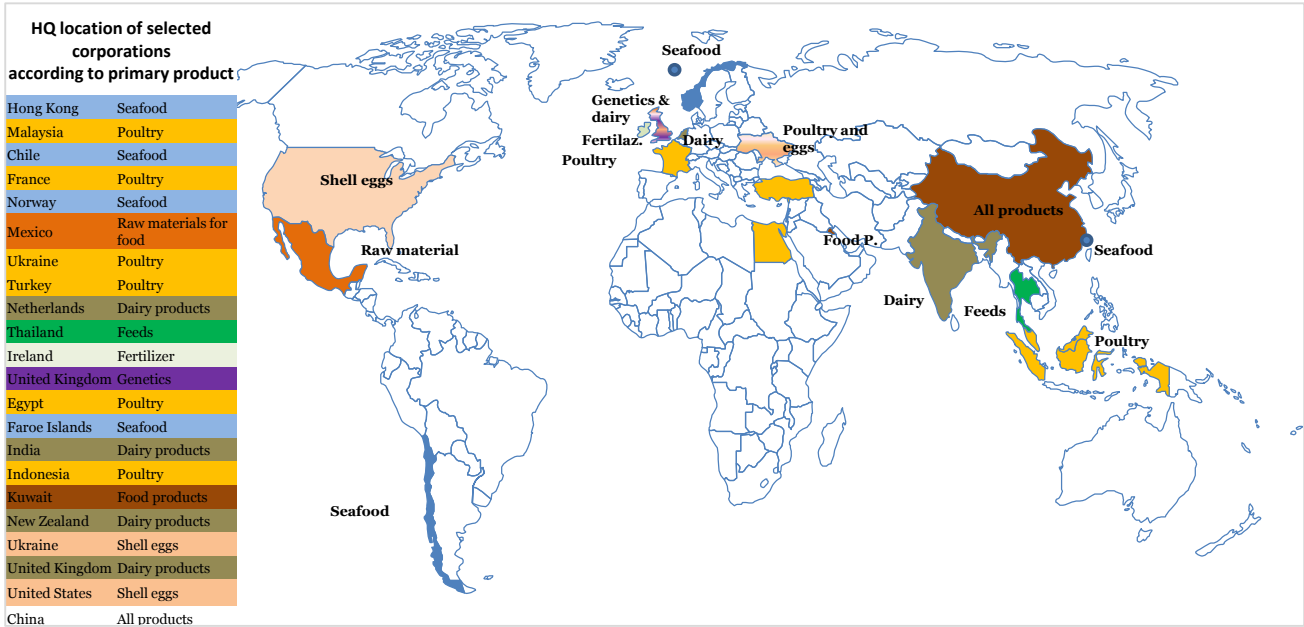 HQ location of selected
corporations
according to primary product
Hong Kong Seafood
Malaysia Poultry
Chile Seafood
France Poultry
Norway Seafood
Mexico Raw materials for
food
Ukraine Poultry
Turkey Poultry
Netherlands Dairy products
Thailand Feeds
Ireland Fertilizer
United Kingdom Genetics
Egypt Poultry
Faroe Islands Seafood
India Dairy products
Indonesia Poultry
Kuwait Food products
New Zealand Dairy products
Ukraine Shell eggs
United Kingdom Dairy products
United States Shell eggs
China All products
Seafood
Genetics &
dairy
Fertilaz.
Dairy
Poultry and
eggs
Poultry
Shell eggs
All products
Raw material
Food P.
Seafood
Dairy
Feeds
Poultry
Seafood